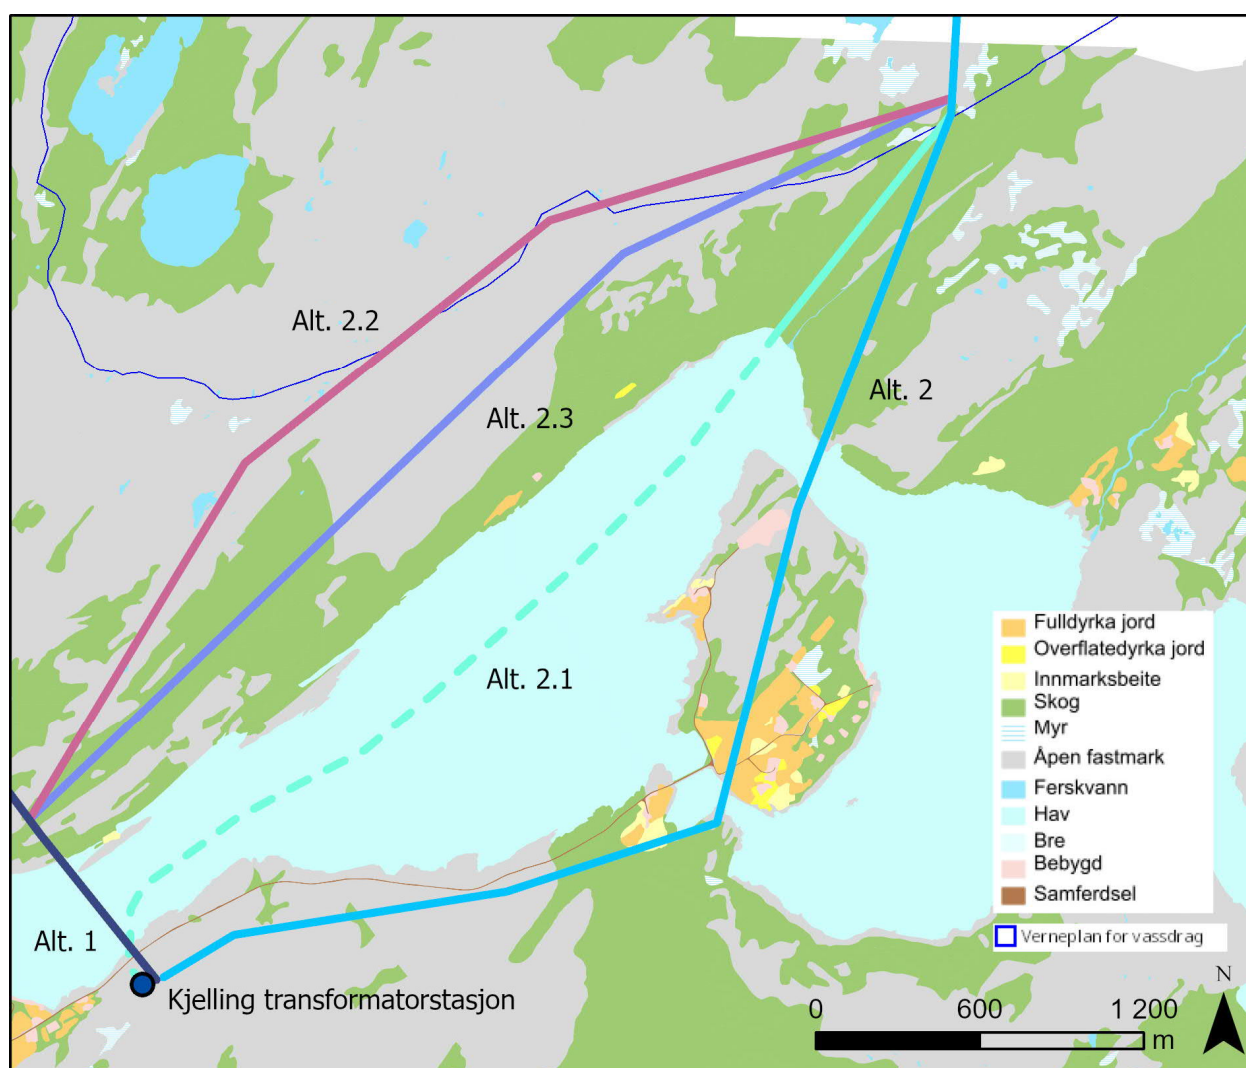 Alt. 2.2
Alt. 2
Alt. 2.3
Alt. 2.1
Fulldyrka jord
Overflatedyrka jord
Innmarksbeite
Skog
Myr
Åpen fastmark
Ferskvann
Hav
Bre
Bebygd
Samferdsel
Verneplan for vassdrag
Alt. 1
Kjelling transformatorstasjon
N
0 600 1 200
m